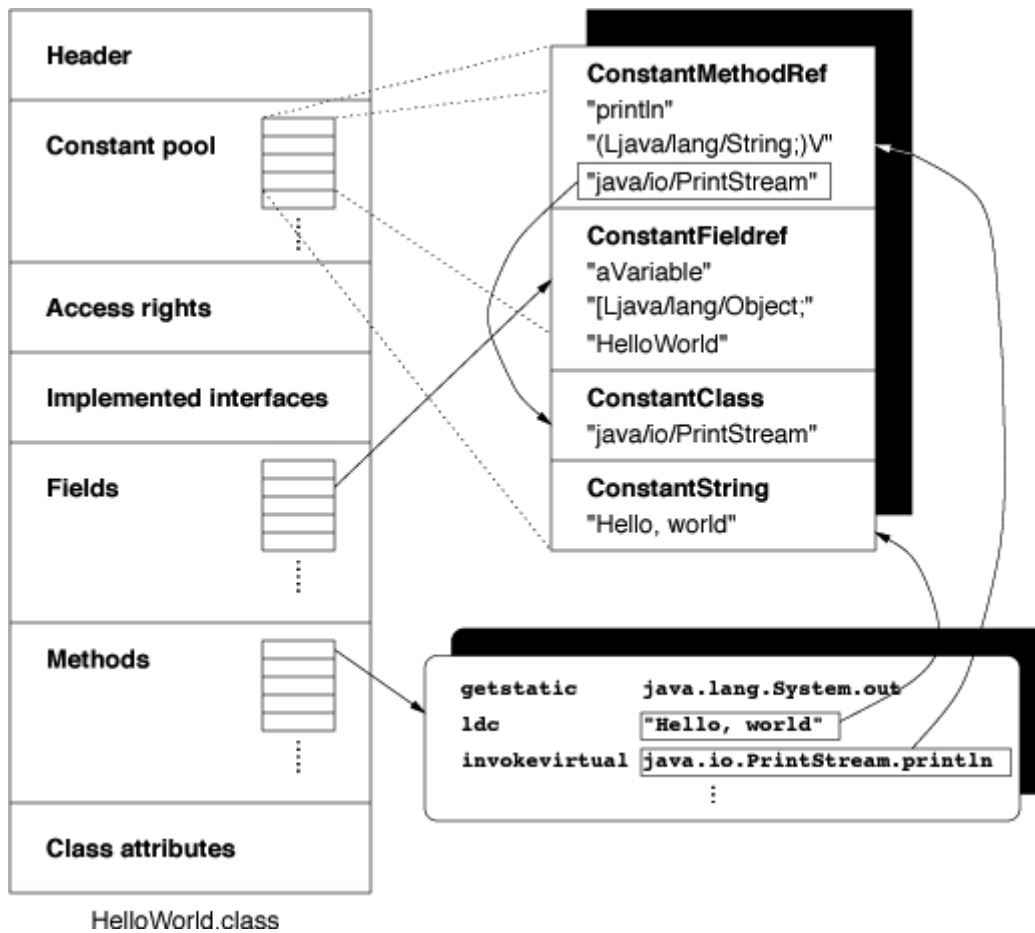 Header
Constant pool
Access rights
Implemented interfaces
Fields
Methods
Class attributes
HelloWorld.class
ConstantMethodRef
"println"
"(Ljava/lang/String;)V"
"java/io/PrintStream"
ConstantFieldref
"aVariable"
"[Ljava/lang/Object;"
"HelloWorld"
ConstantClass
"java/io/PrintStream"
ConstantString
"Hello, world"
getstatic java.lang.System.out
ldc "Hello, world"
invokevirtual java.io.PrintStream.println